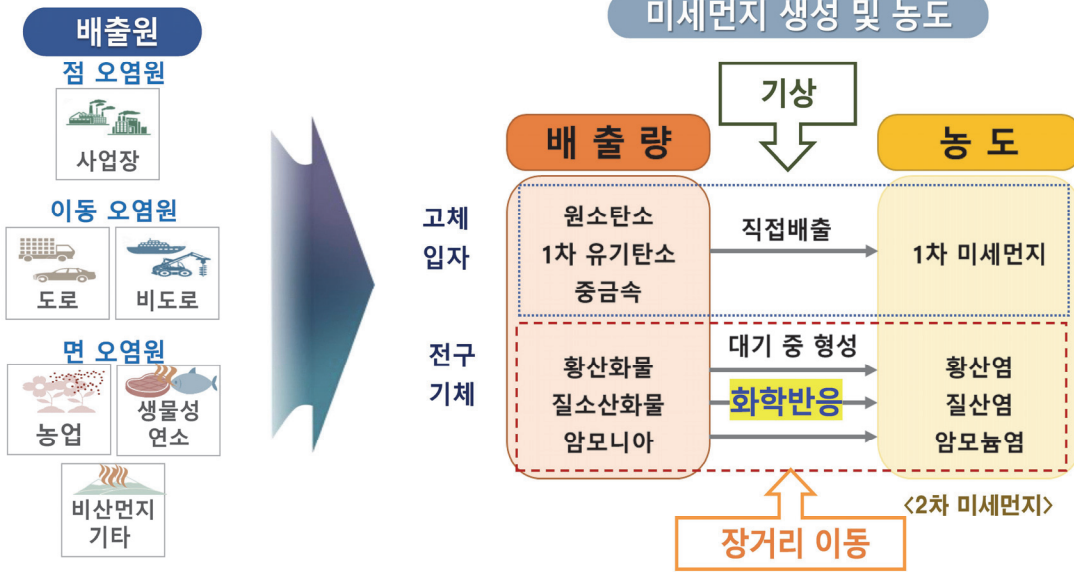 배출원
점 오염원
사업장
이동 오염원
도로
비도로
면 오염원
농업
생물성
연소
비산먼지
기타
미세먼지 생성 및 농도
기상
배 출 량
농 도
고체
입자
원소탄소
1차 유기탄소
중금속
직접배출
1차 미세먼지
전구
기체
황산화물
질소산화물
암모니아
대기 중 형성
화학반응
황산염
질산염
암모늄염
<2차 미세먼지>
장거리 이동